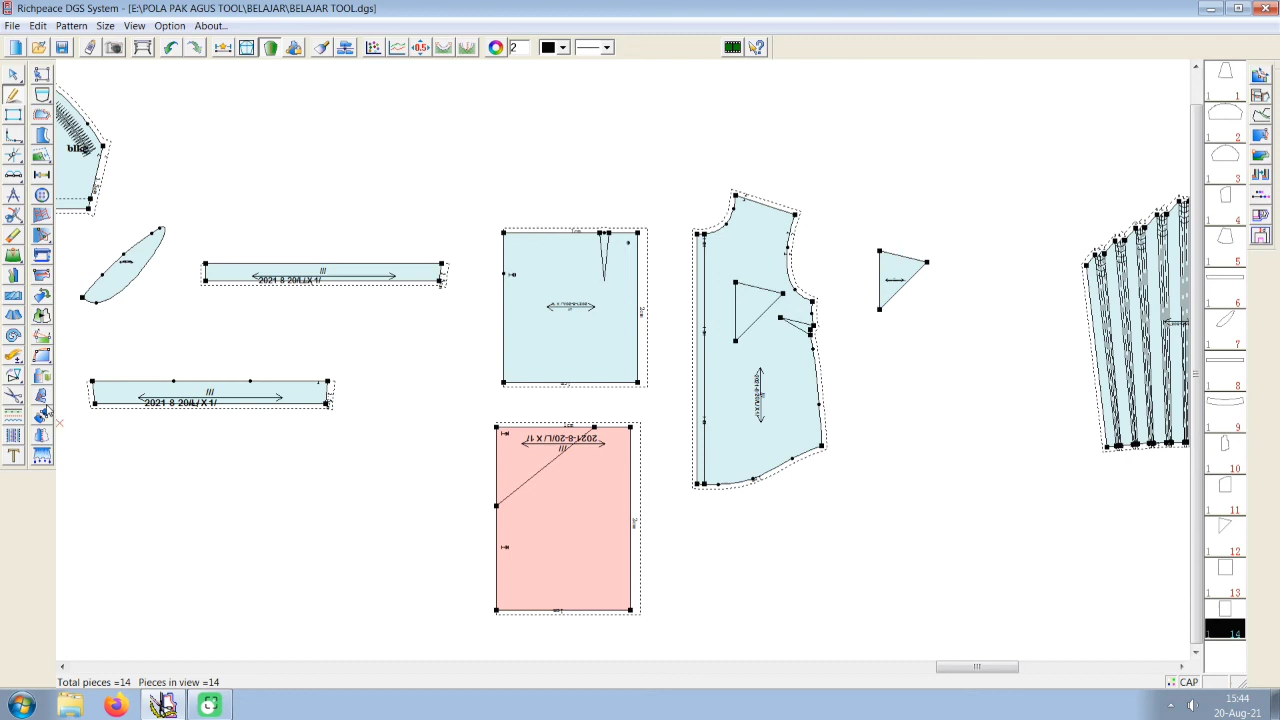 Richpeace DGS System - [E:\POLA PAK AGUS TOOL\BELAJAR\BELAJAR TOOL.dgs]
File Edit Pattern Size View Option About...
2
///
2021 8 20/L/ X 1/
///
2021 8 20/L/ X 1/
2021-8-20/L/ X 1/
///
1
2
3
4
5
6
7
8
9
10
11
12
13
1 14
Total pieces =14 Pieces in view =14
CAP
15:44
20-Aug-21